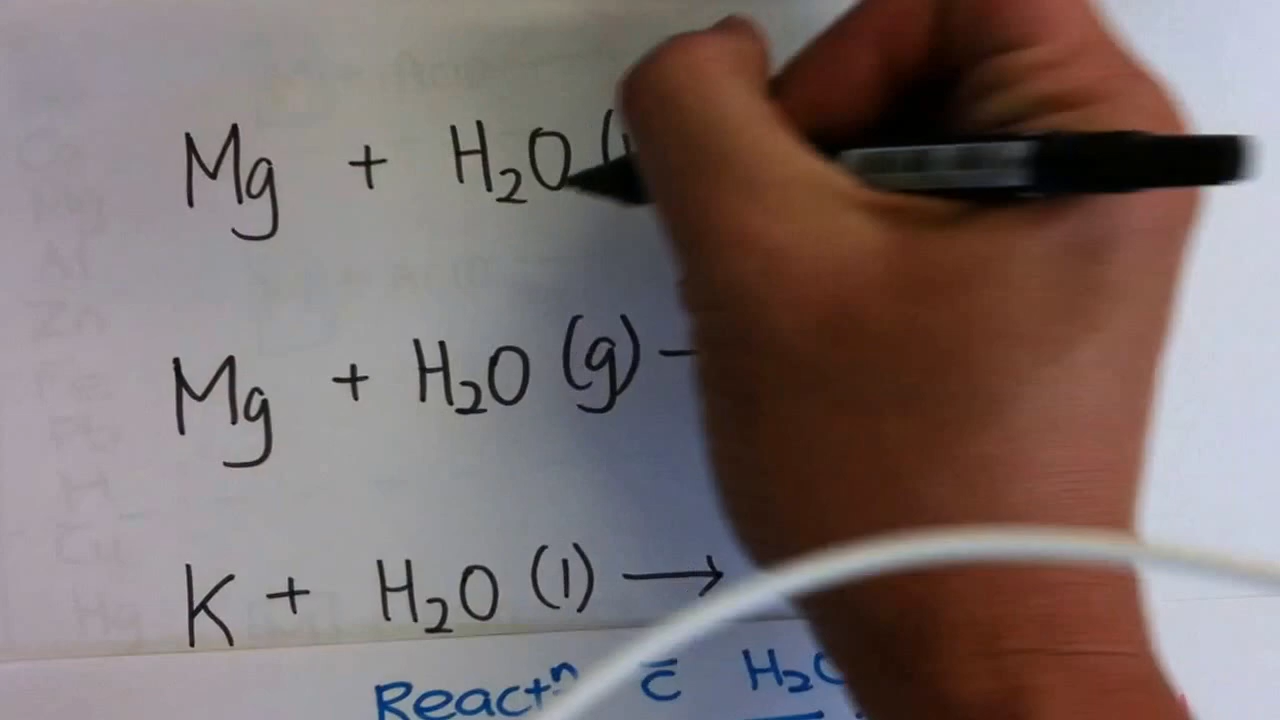 Mg + H₂O (
Mg + H₂O (g) –
K + H₂O (l) →
Reactⁿ c̄ H₂O